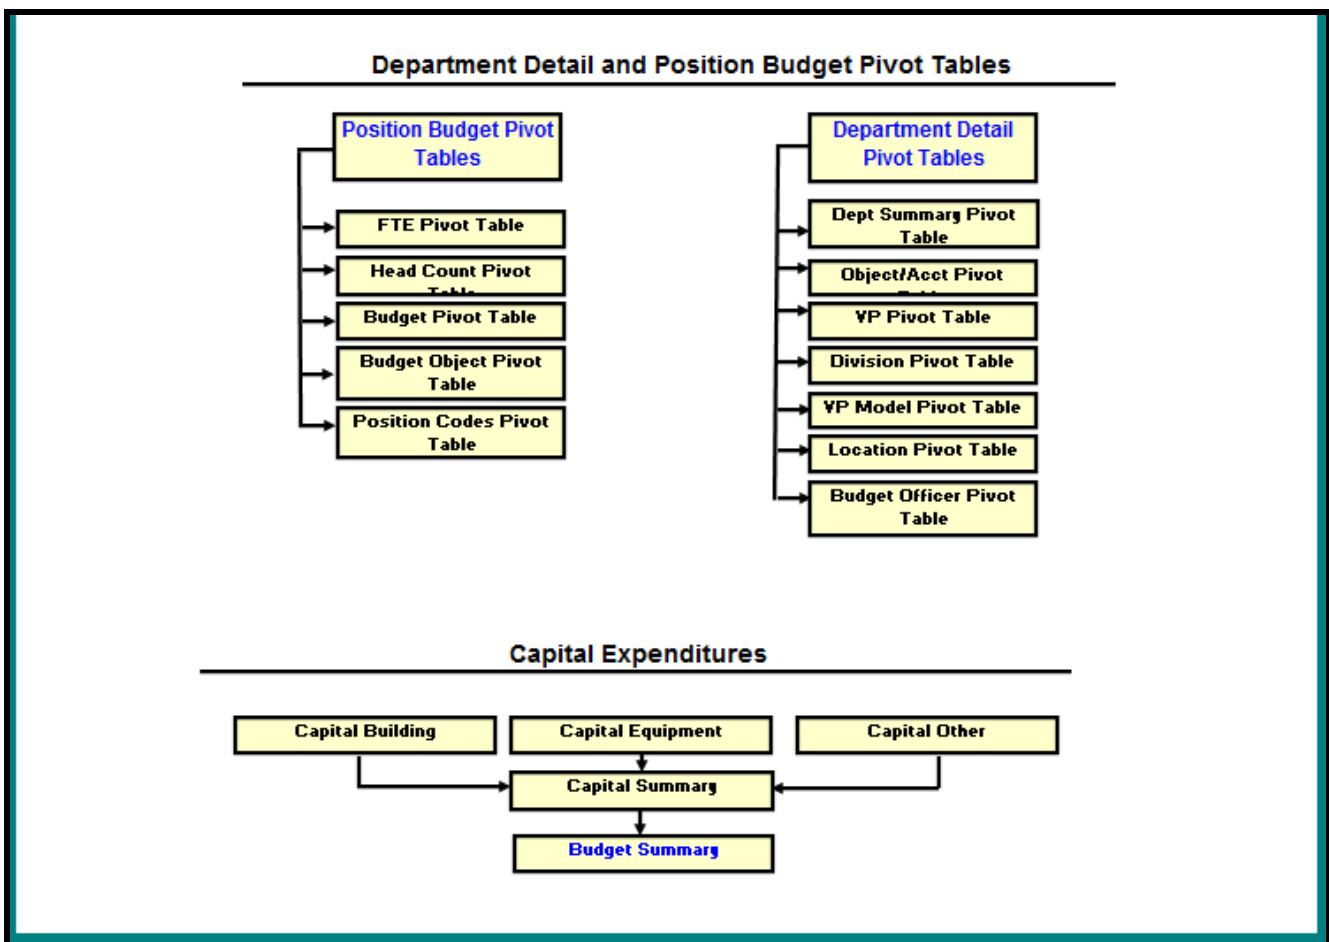 Department Detail and Position Budget Pivot Tables
Position Budget Pivot
Tables
FTE Pivot Table
Head Count Pivot
Table
Budget Pivot Table
Budget Object Pivot
Table
Position Codes Pivot
Table
Department Detail
Pivot Tables
Dept Summary Pivot
Table
Object/Acct Pivot
VP Pivot Table
Division Pivot Table
VP Model Pivot Table
Location Pivot Table
Budget Officer Pivot
Table
Capital Expenditures
Capital Building
Capital Equipment
Capital Other
Capital Summary
Budget Summary